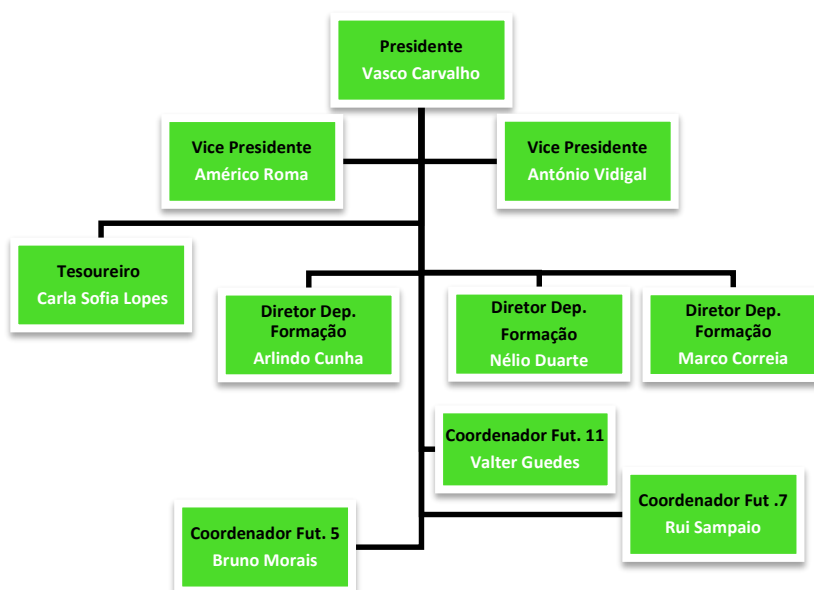 Presidente
Vasco Carvalho
Vice Presidente
Américo Roma
Vice Presidente
António Vidigal
Tesoureiro
Carla Sofia Lopes
Diretor Dep.
Formação
Arlindo Cunha
Diretor Dep.
Formação
Nélio Duarte
Diretor Dep.
Formação
Marco Correia
Coordenador Fut. 11
Valter Guedes
Coordenador Fut .7
Rui Sampaio
Coordenador Fut. 5
Bruno Morais